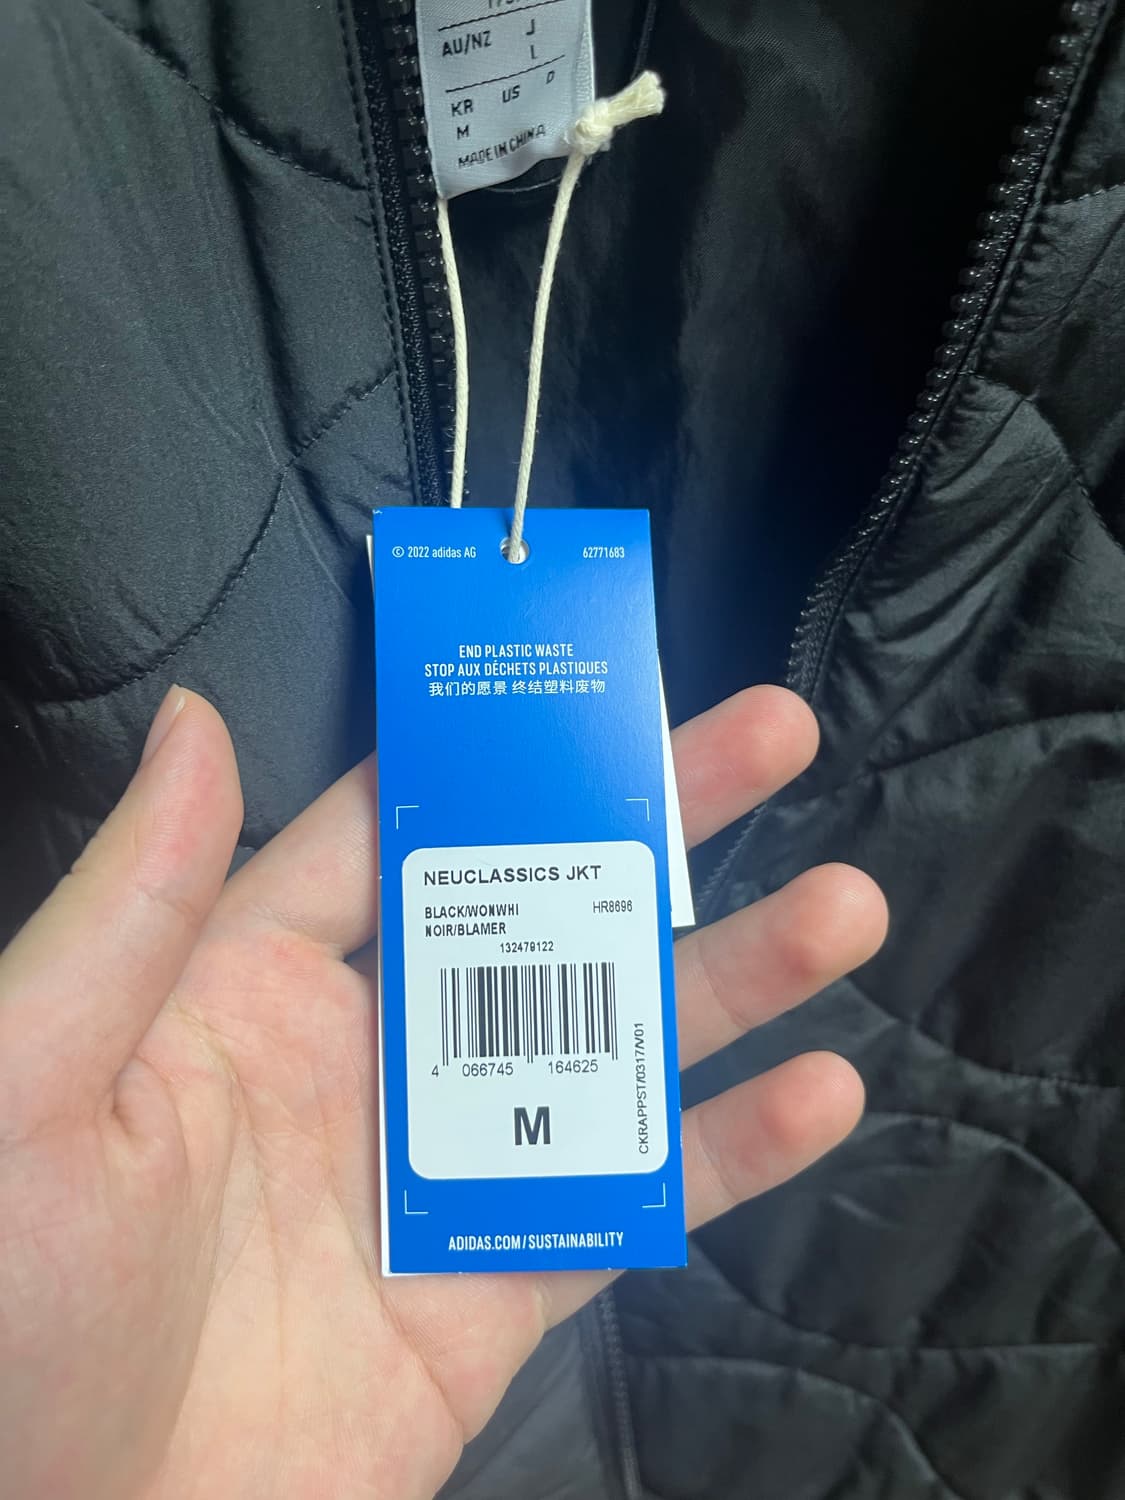 AU/NZ J
KR US D
M
MADE IN CHINA
© 2022 adidas AG 62771683
END PLASTIC WASTE
STOP AUX DÉCHETS PLASTIQUES
我们的愿景 终结塑料废物
NEUCLASSICS JKT
BLACK/WONWHI HR8696
NOIR/BLAMER
132479122
4 066745 164625
CKRAPPST/0317/V01
M
ADIDAS.COM/SUSTAINABILITY